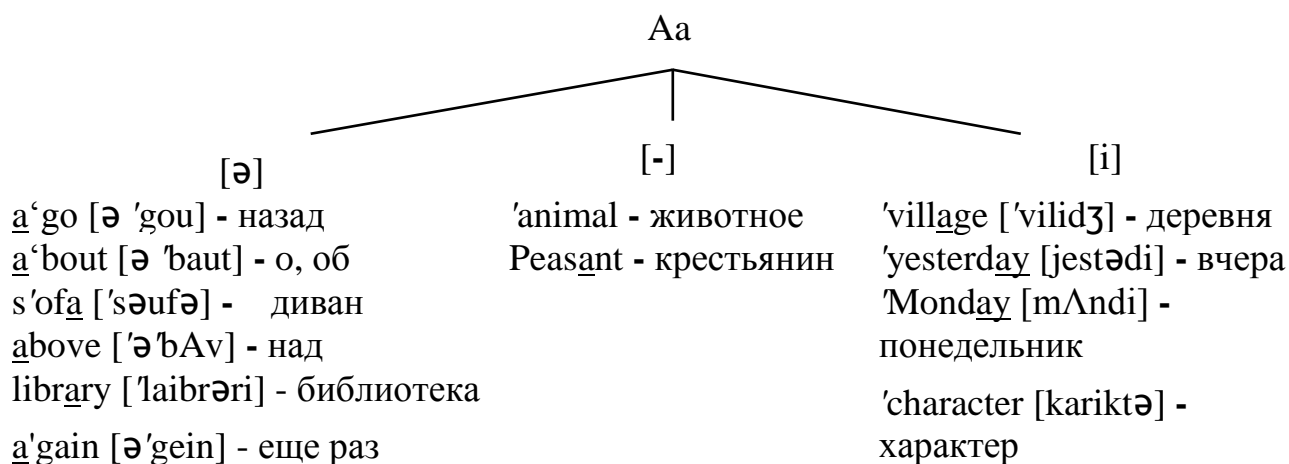 Aa
[ə]
a‘go [ə ′gou] - назад
a‘bout [ə ′baut] - о, об
s′ofa [′səufə] - диван
above [′ə′bAv] - над
library [′laibrəri] - библиотека
a'gain [ə′gein] - еще раз
[-]
′animal - животное
Peasant - крестьянин
[i]
′village [′vilidʒ] - деревня
′yesterday [jestədi] - вчера
′Monday [mΛndi] -
понедельник
′character [kariktə] -
характер